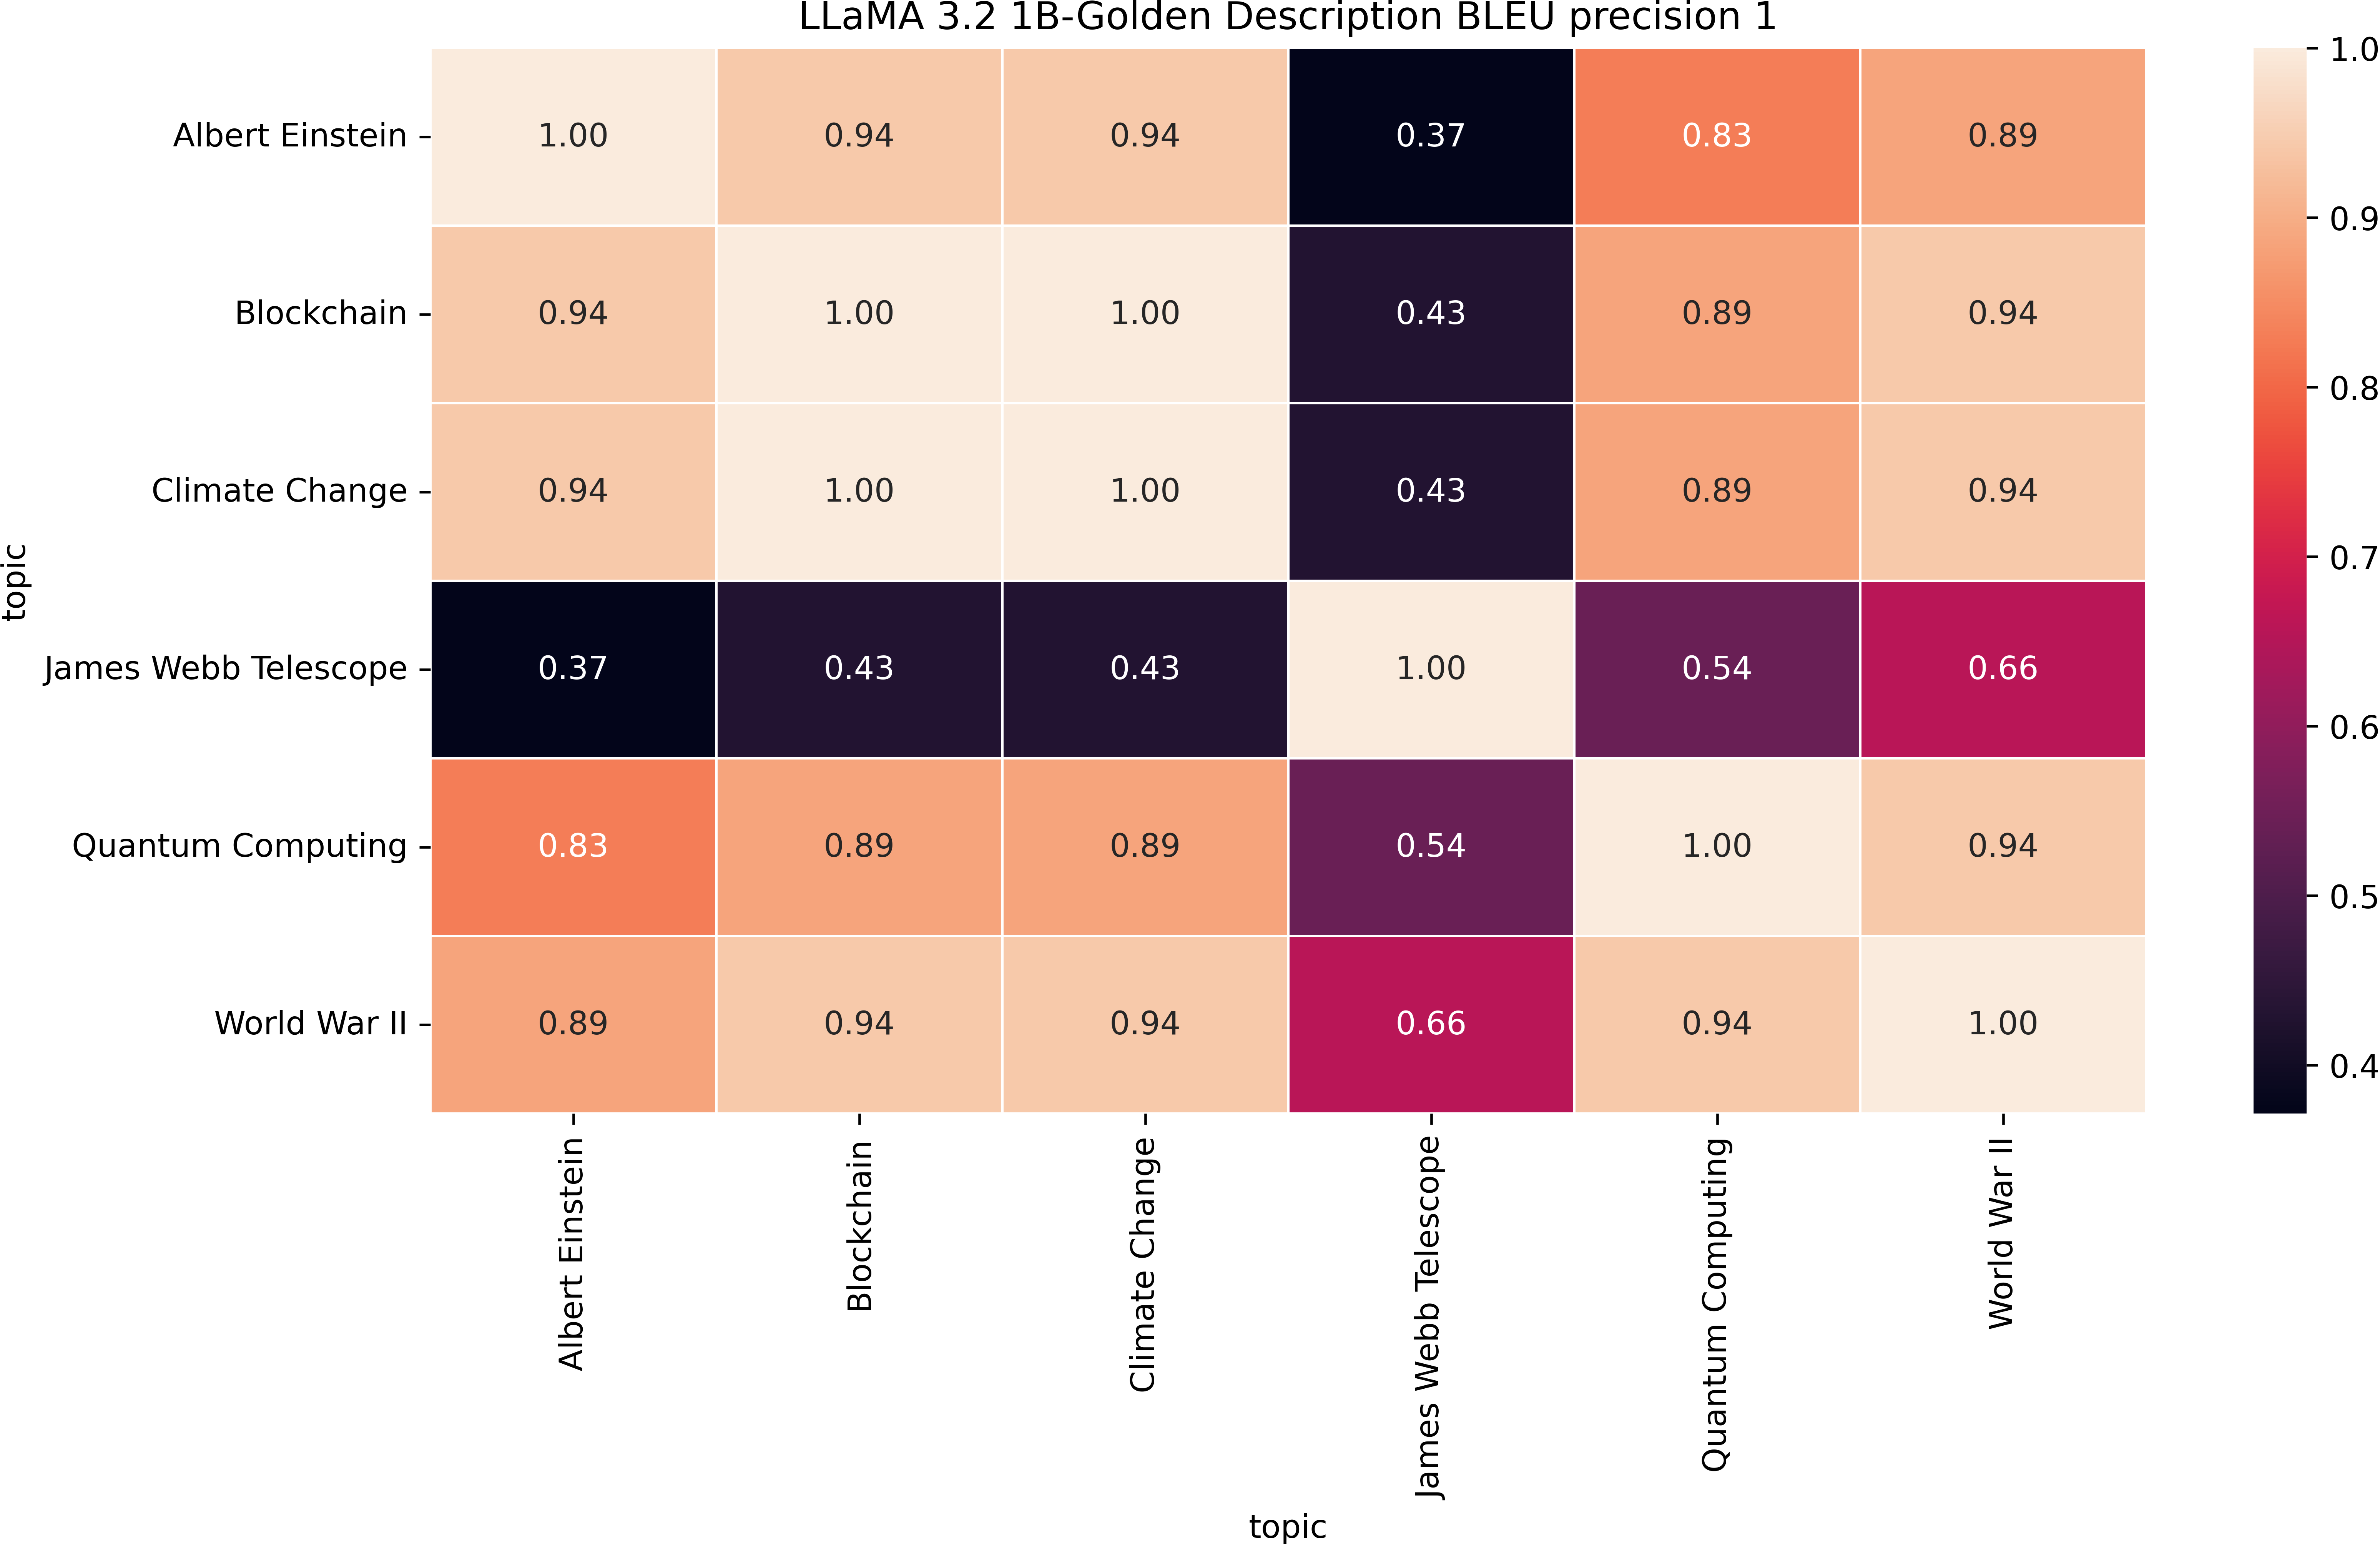 LLaMA 3.2 1B-Golden Description BLEU precision 1
topic
Albert Einstein 1.00 0.94 0.94 0.37 0.83 0.89
Blockchain 0.94 1.00 1.00 0.43 0.89 0.94
Climate Change 0.94 1.00 1.00 0.43 0.89 0.94
James Webb Telescope 0.37 0.43 0.43 1.00 0.54 0.66
Quantum Computing 0.83 0.89 0.89 0.54 1.00 0.94
World War II 0.89 0.94 0.94 0.66 0.94 1.00
Albert Einstein
Blockchain
Climate Change
James Webb Telescope
Quantum Computing
World War II
topic
1.0
0.9
0.8
0.7
0.6
0.5
0.4